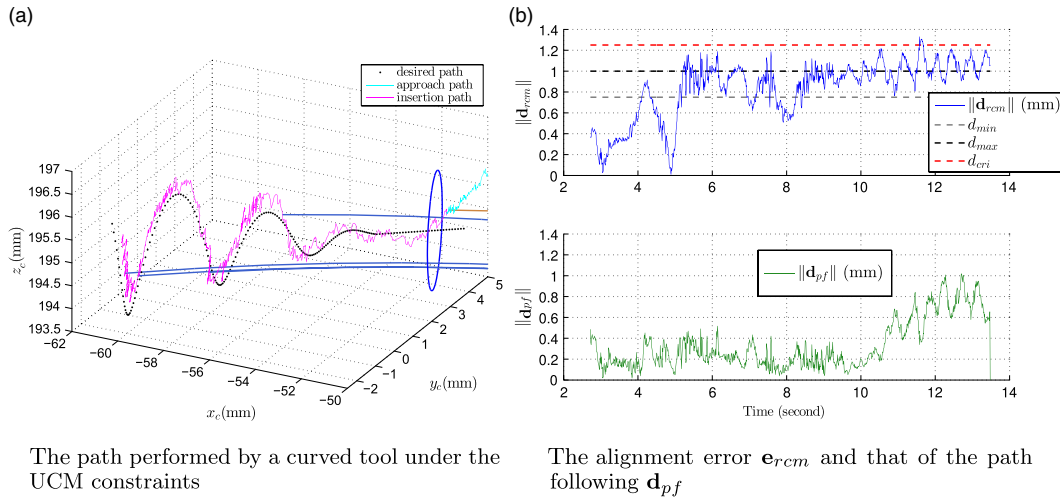 (a)
desired path
approach path
insertion path
197
196.5
196
195.5
195
194.5
194
193.5
z_c(mm)
−62
−60
−58
−56
−54
−52
−50
x_c(mm)
−2
−1
0
1
2
3
4
5
y_c(mm)
The path performed by a curved tool under the
UCM constraints
(b)
1.4
1.2
1
0.8
0.6
0.4
0.2
0
‖d_rcm‖
‖d_rcm‖ (mm)
d_min
d_max
d_cri
2
4
6
8
10
12
14
1.4
1.2
1
0.8
0.6
0.4
0.2
0
‖d_pf‖
‖d_pf‖ (mm)
2
4
6
8
10
12
14
Time (second)
The alignment error e_rcm and that of the path
following d_pf